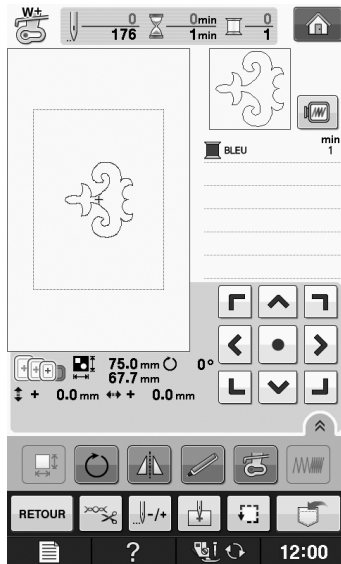 W+
0 0min 0
176 1min 1
min
BLEU 1
75.0 mm 0°
67.7 mm
+ 0.0 mm + 0.0 mm
RETOUR -/+
? 12:00